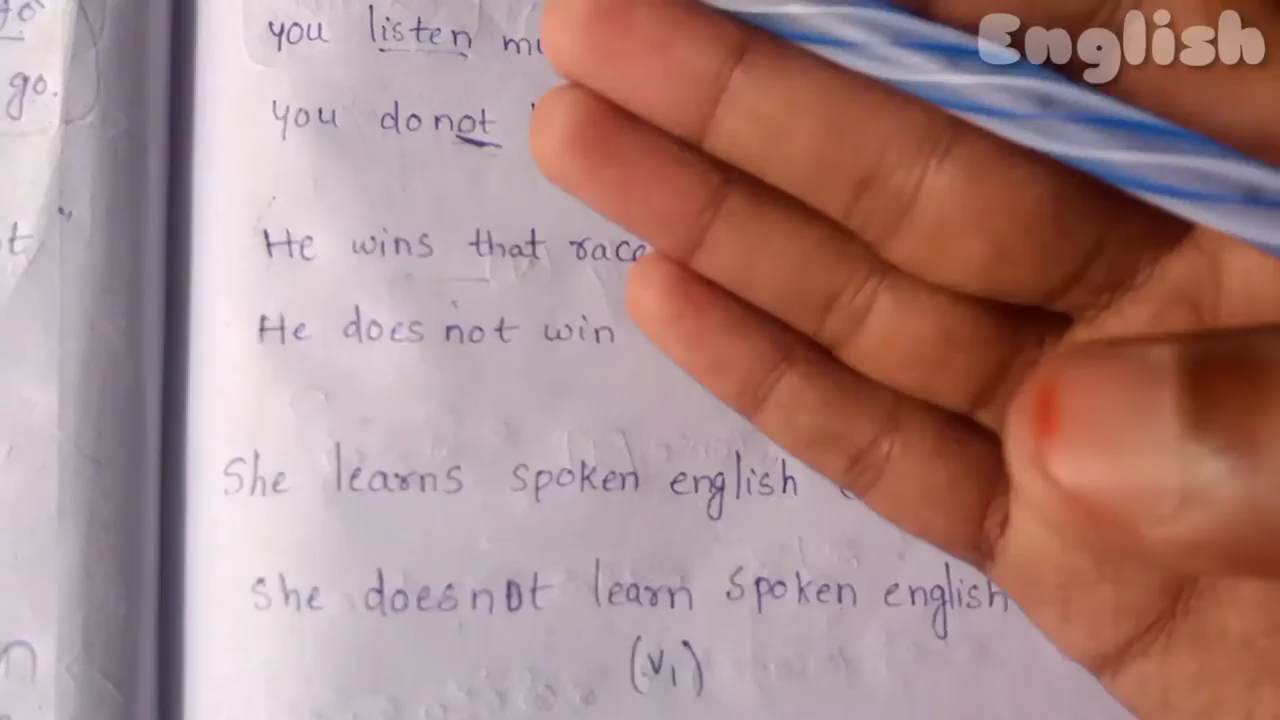 English
go.
you listen
you donot
He wins that race
He does not win
She learns spoken english
she doesnot learn spoken english
(v1)